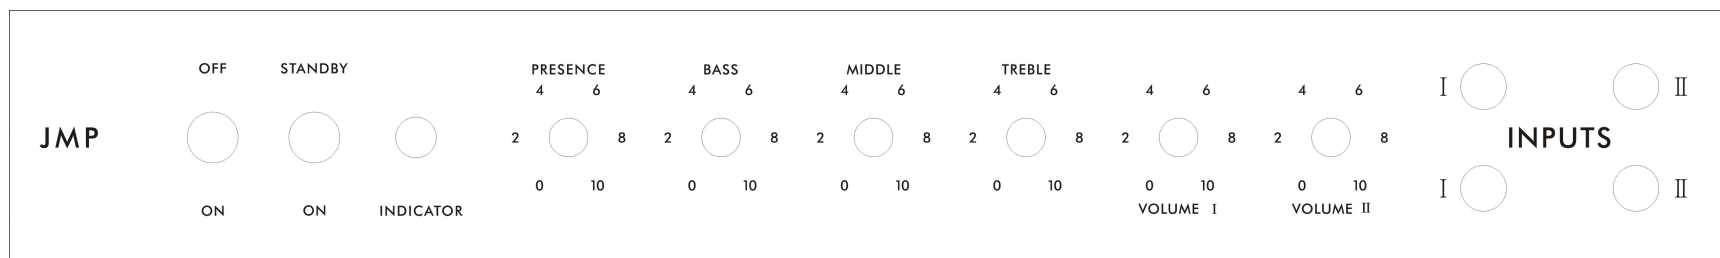 OFF STANDBY PRESENCE BASS MIDDLE TREBLE
4 6 4 6 4 6 4 6 4 6 4 6 I II
JMP 2 8 2 8 2 8 2 8 2 8 2 8 INPUTS
0 10 0 10 0 10 0 10 0 10 0 10 I II
ON ON INDICATOR VOLUME I VOLUME II